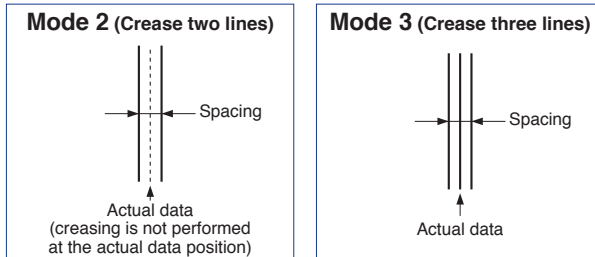 Mode 2 (Crease two lines)
Spacing
Actual data
(creasing is not performed
at the actual data position)
Mode 3 (Crease three lines)
Spacing
Actual data